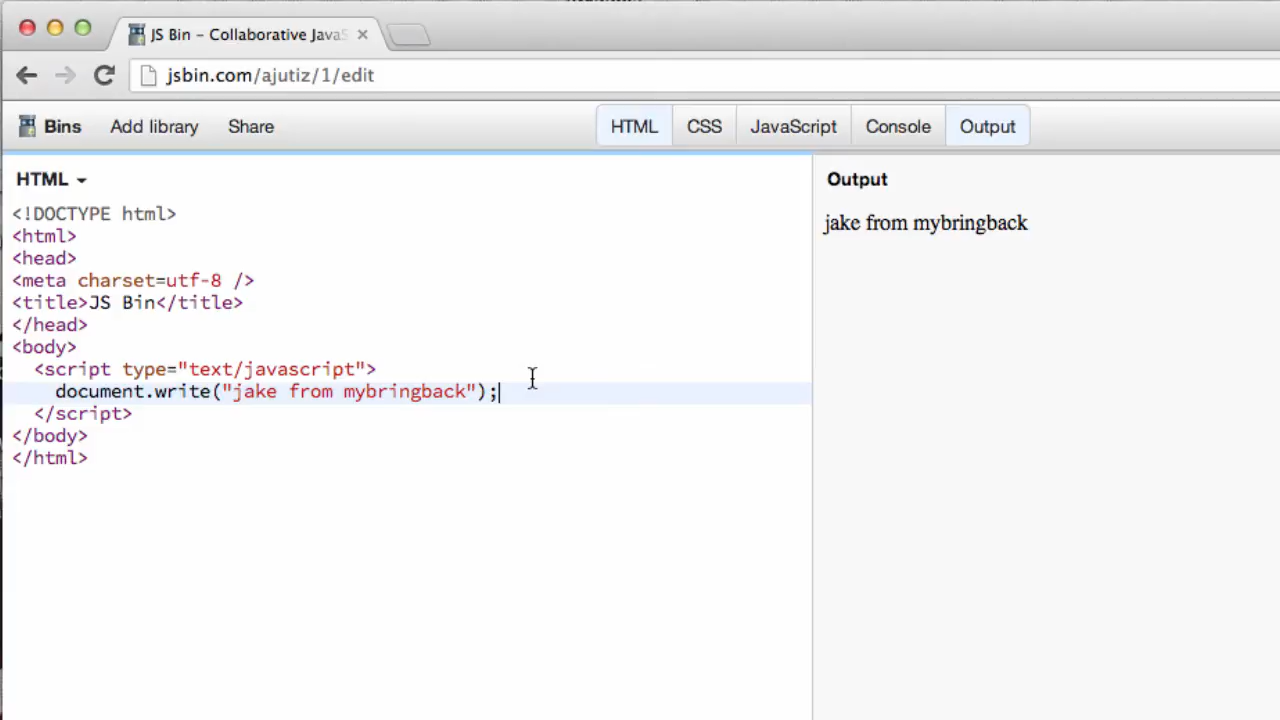 JS Bin – Collaborative JavaS
jsbin.com/ajutiz/1/edit
Bins Add library Share HTML CSS JavaScript Console Output
HTML
<!DOCTYPE html>
<html>
<head>
<meta charset=utf-8 />
<title>JS Bin</title>
</head>
<body>
<script type="text/javascript">
document.write("jake from mybringback");
</script>
</body>
</html>
Output
jake from mybringback